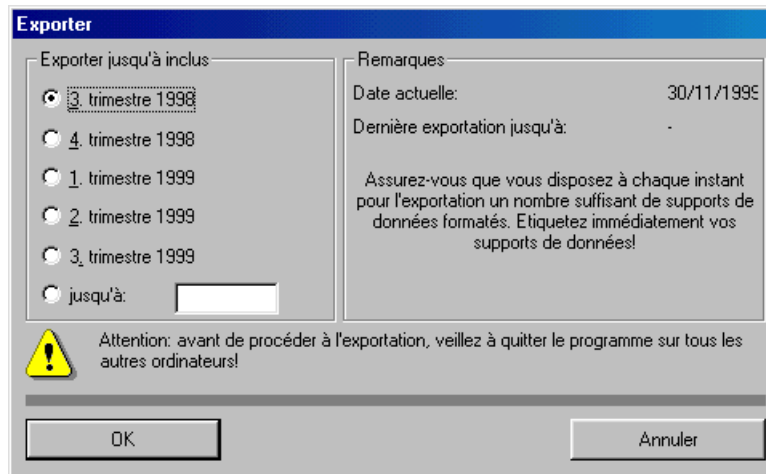 Exporter
Exporter jusqu'à inclus
3. trimestre 1998
4. trimestre 1998
1. trimestre 1999
2. trimestre 1999
3. trimestre 1999
jusqu'à:
Remarques
Date actuelle: 30/11/1999
Dernière exportation jusqu'à: -
Assurez-vous que vous disposez à chaque instant
pour l'exportation un nombre suffisant de supports de
données formatés. Etiquetez immédiatement vos
supports de données!
Attention: avant de procéder à l'exportation, veillez à quitter le programme sur tous les
autres ordinateurs!
OK
Annuler